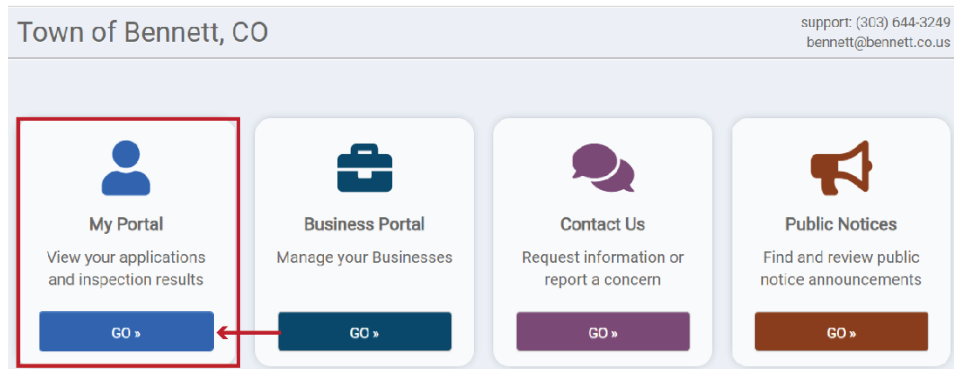 Town of Bennett, CO
support: (303) 644-3249
bennett@bennett.co.us
My Portal
View your applications
and inspection results
GO »
Business Portal
Manage your Businesses
GO »
Contact Us
Request information or
report a concern
GO »
Public Notices
Find and review public
notice announcements
GO »